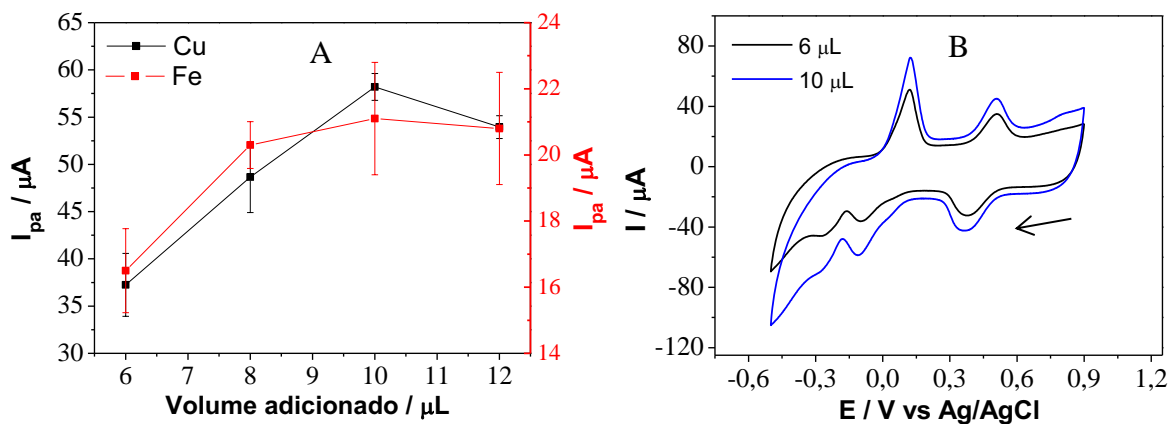 A
Cu
Fe
65
60
55
50
45
40
35
30
I_pa / μA
24
22
20
18
16
14
I_pa / μA
6 7 8 9 10 11 12
Volume adicionado / μL
B
6 μL
10 μL
80
40
0
-40
-80
-120
I / μA
-0,6 -0,3 0,0 0,3 0,6 0,9 1,2
E / V vs Ag/AgCl